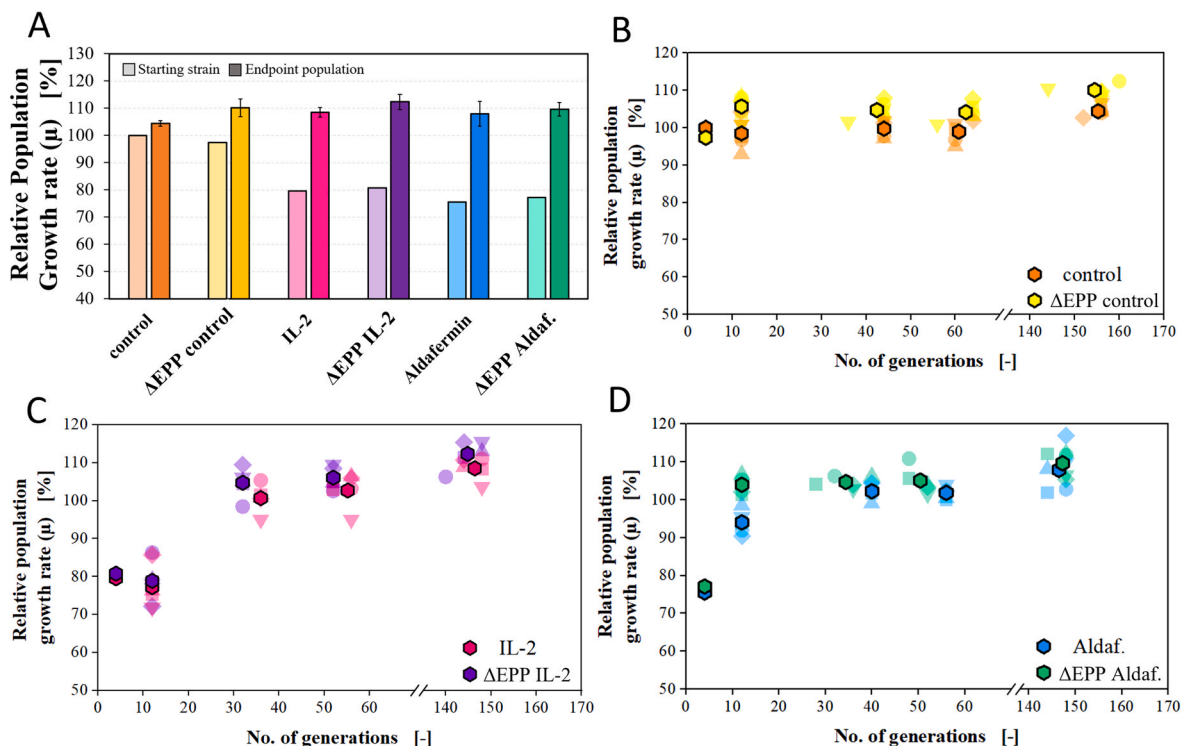 A
Relative Population
Growth rate (μ) [%]
130
120
110
100
90
80
70
60
50
40
Starting strain
Endpoint population
control
ΔEPP control
IL-2
ΔEPP IL-2
Aldafermin
ΔEPP Aldaf.
B
Relative population
growth rate (μ) [%]
120
110
100
90
80
70
60
50
0 10 20 30 40 50 60 140 150 160 170
No. of generations [-]
control
ΔEPP control
C
Relative population
growth rate (μ) [%]
120
110
100
90
80
70
60
50
0 10 20 30 40 50 60 140 150 160 170
No. of generations [-]
IL-2
ΔEPP IL-2
D
Relative population
growth rate (μ) [%]
120
110
100
90
80
70
60
50
0 10 20 30 40 50 60 140 150 160 170
No. of generations [-]
Aldaf.
ΔEPP Aldaf.